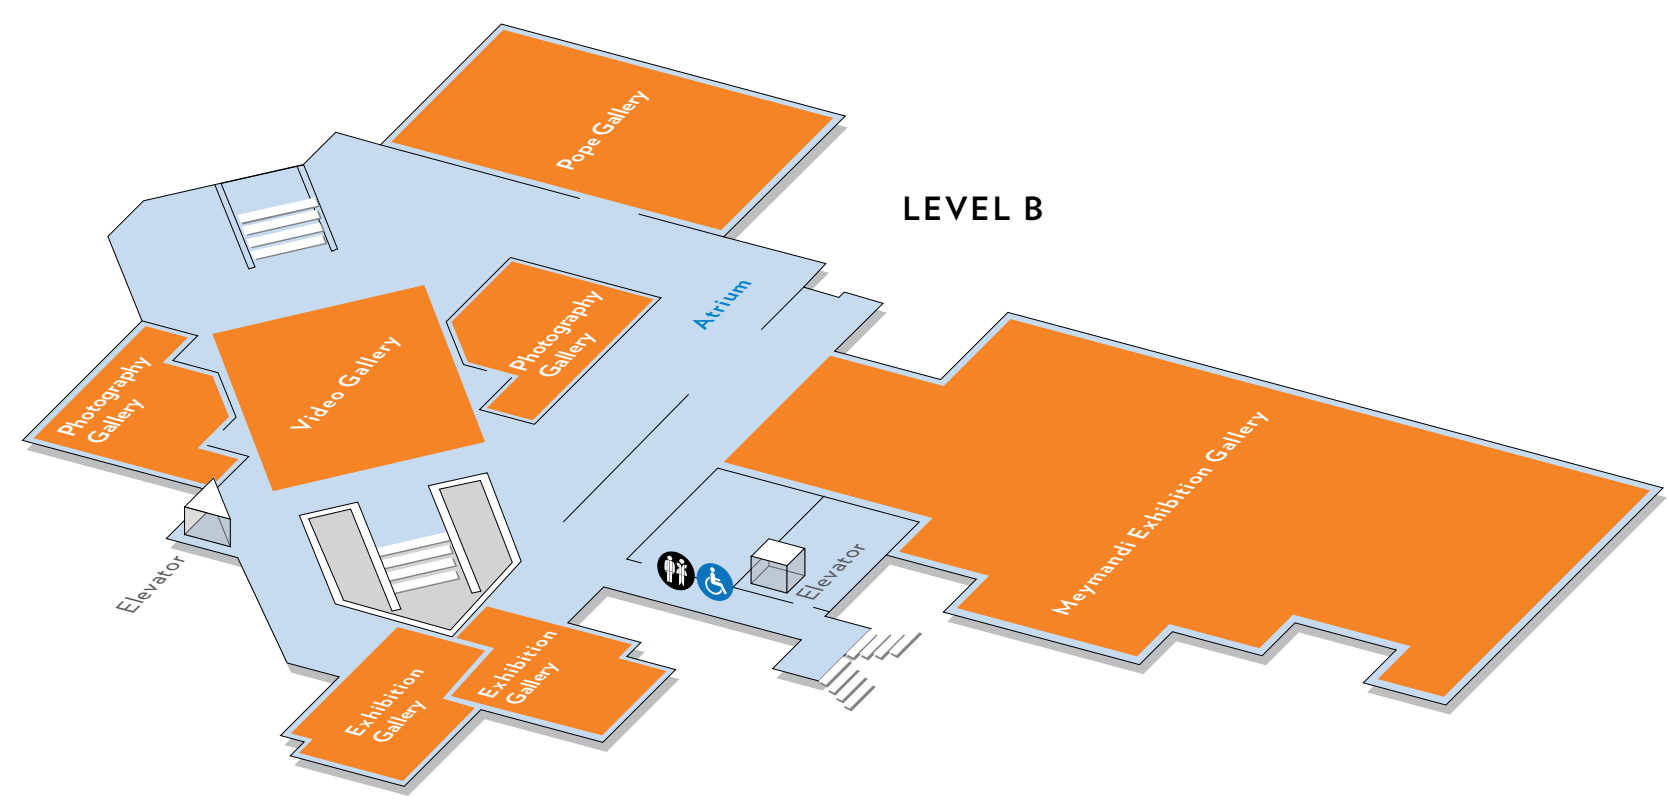 Pope Gallery
LEVEL B
Atrium
Photography
Gallery
Video Gallery
Photography
Gallery
Meymandi Exhibition Gallery
Elevator
Elevator
Exhibition
Gallery
Exhibition
Gallery